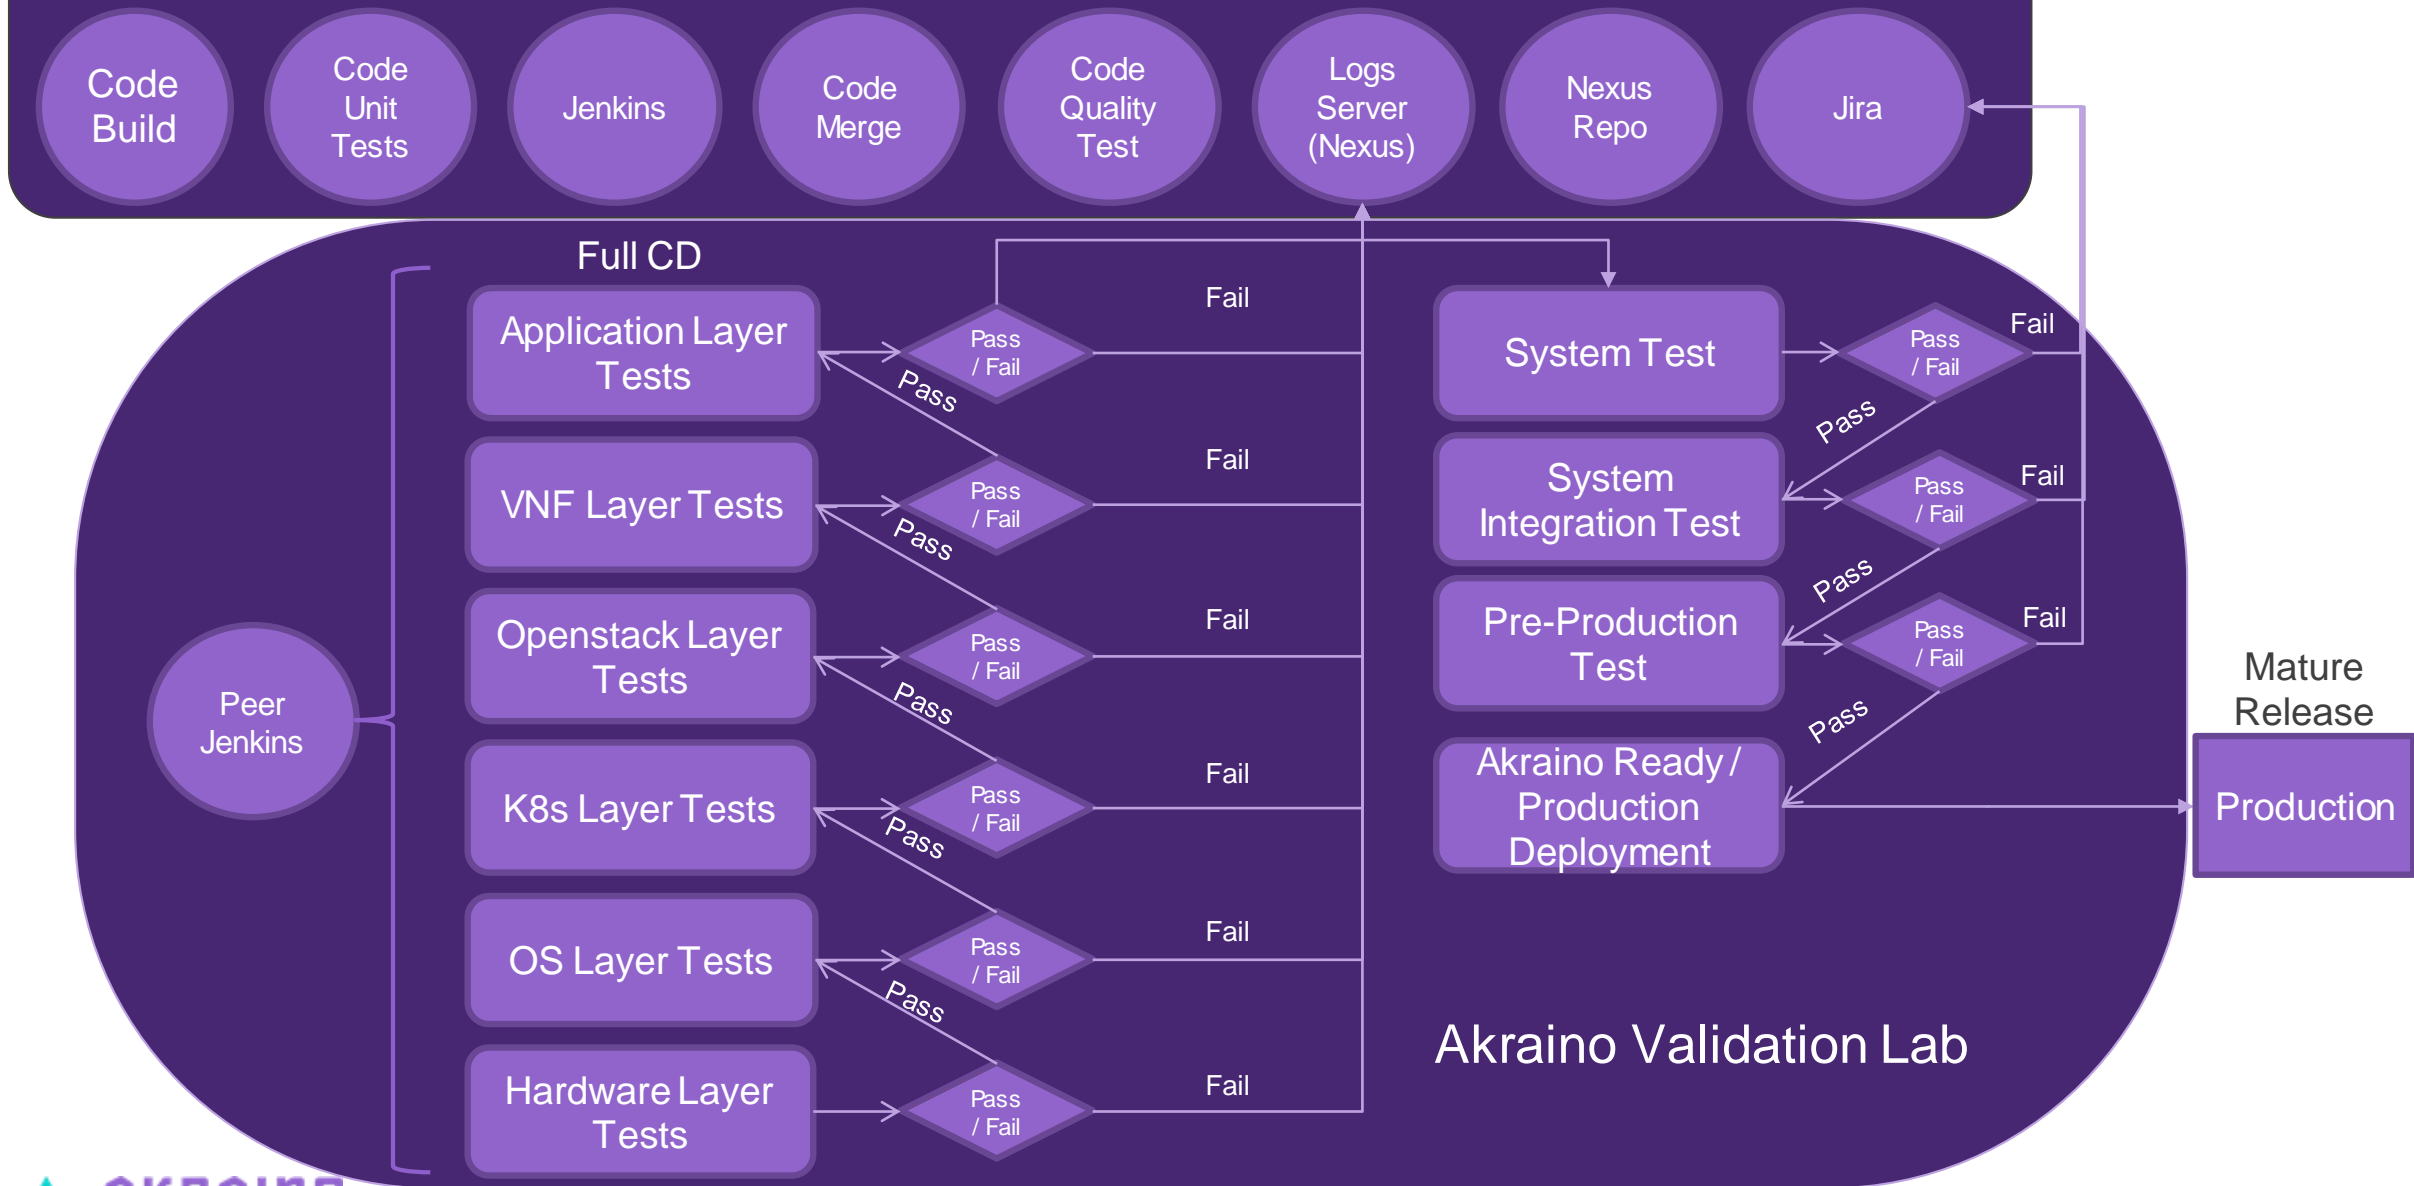 Code
Build
Code
Unit
Tests
Jenkins
Code
Merge
Code
Quality
Test
Logs
Server
(Nexus)
Nexus
Repo
Jira
Full CD
Application Layer
Tests
Pass
/ Fail
Fail
Pass
VNF Layer Tests
Pass
/ Fail
Fail
Pass
Openstack Layer
Tests
Pass
/ Fail
Fail
Pass
K8s Layer Tests
Pass
/ Fail
Fail
Pass
OS Layer Tests
Pass
/ Fail
Fail
Pass
Hardware Layer
Tests
Pass
/ Fail
Fail
Peer
Jenkins
System Test
Pass
/ Fail
Fail
Pass
System
Integration Test
Pass
/ Fail
Fail
Pass
Pre-Production
Test
Pass
/ Fail
Fail
Pass
Akraino Ready /
Production
Deployment
Mature
Release
Production
Akraino Validation Lab